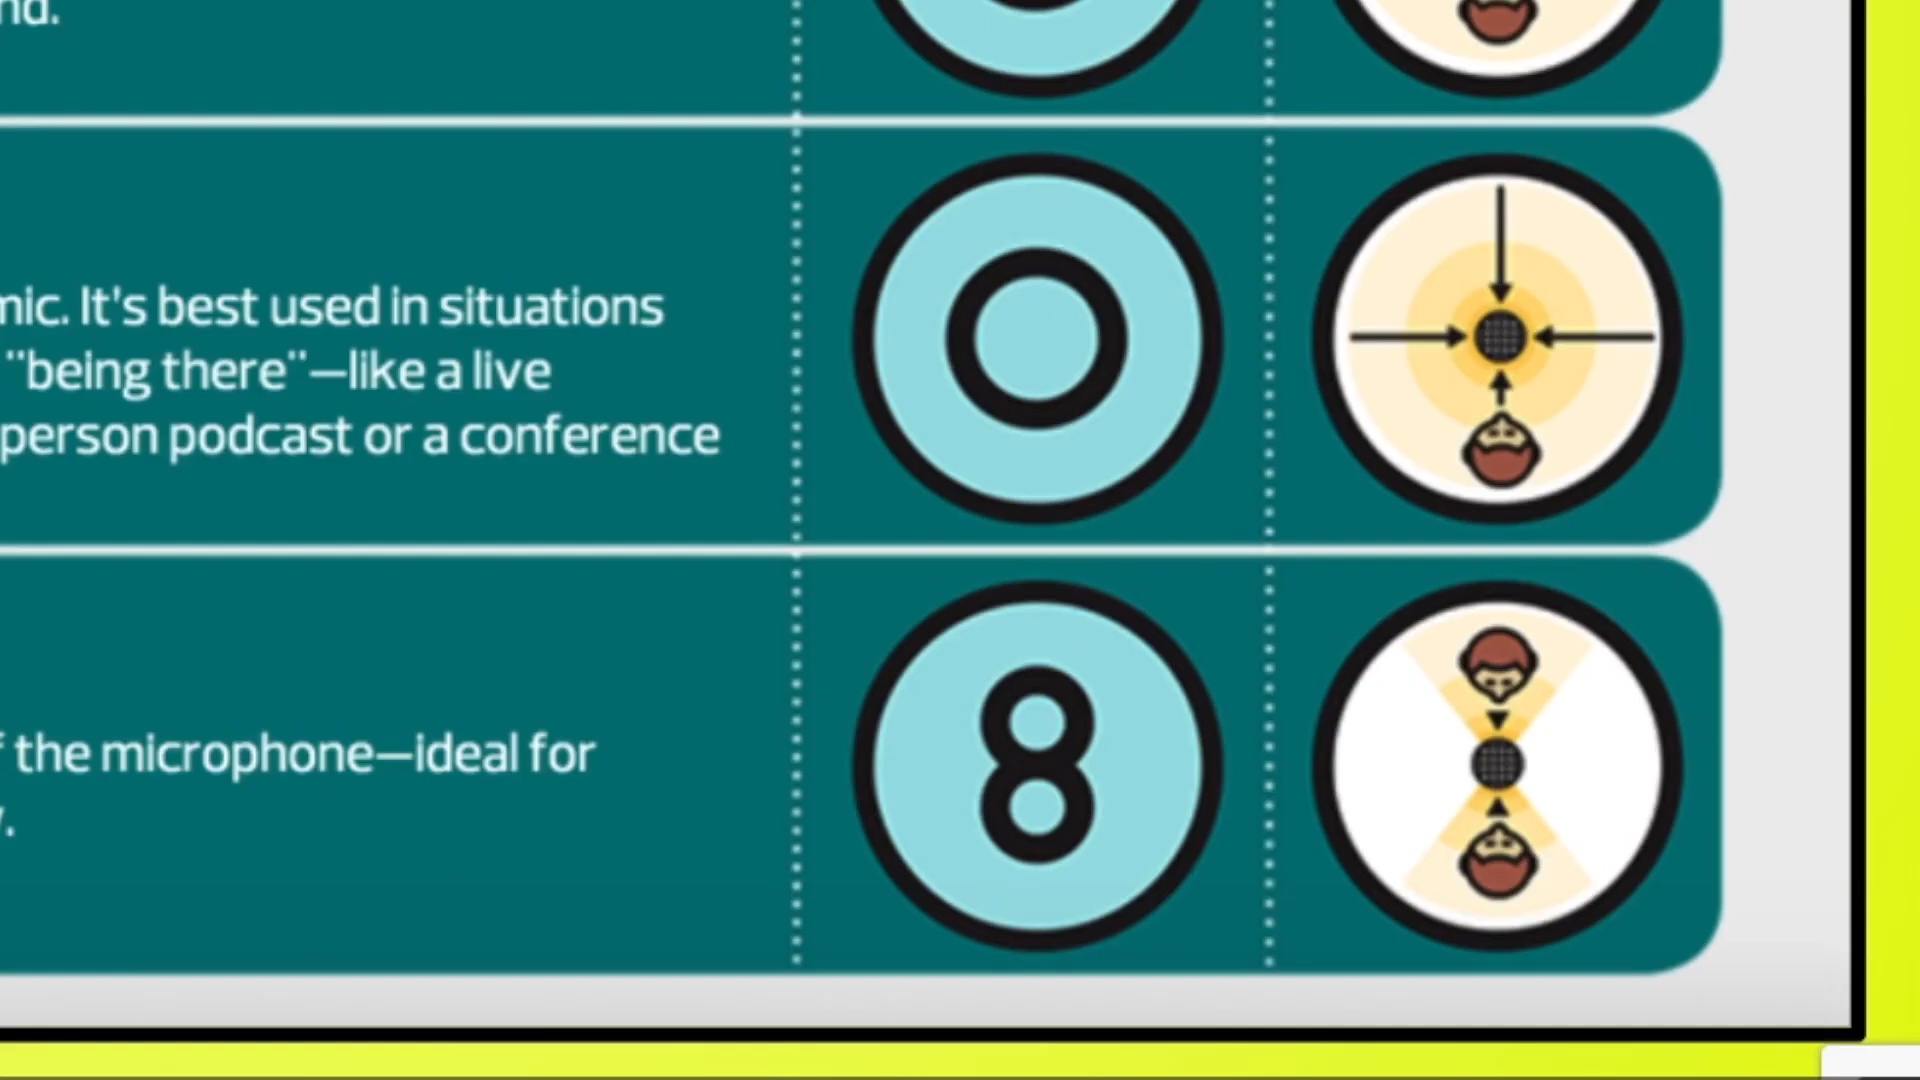 nd.
mic. It's best used in situations
"being there"—like a live
person podcast or a conference
f the microphone—ideal for
.